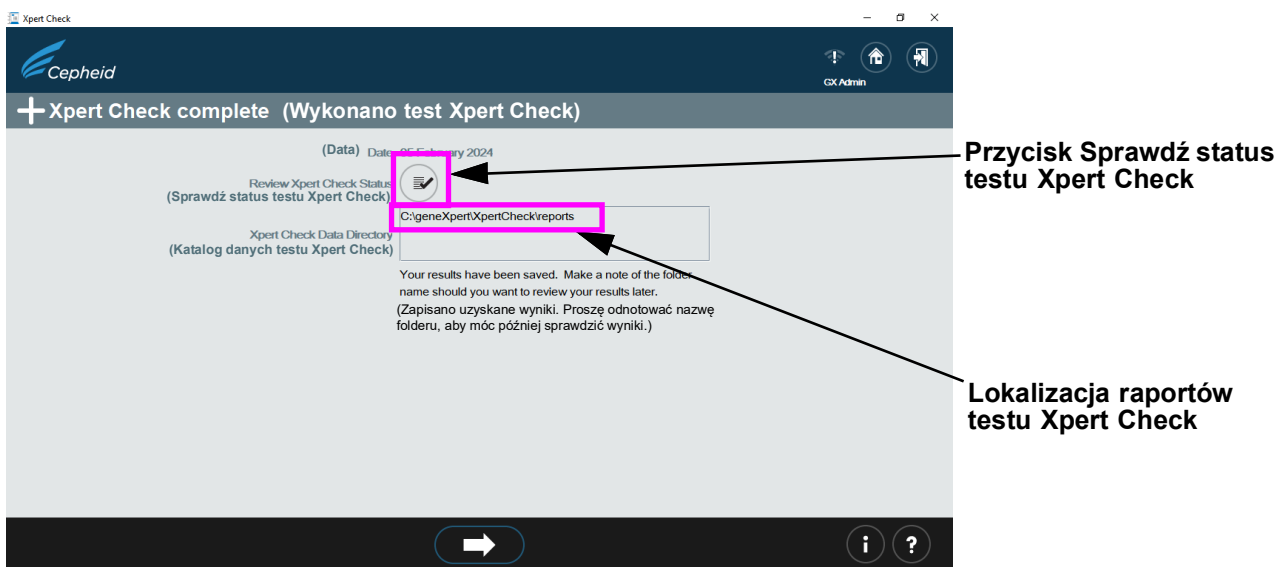 Xpert Check
Cepheid
GX Admin
Xpert Check complete (Wykonano test Xpert Check)
(Data) Date 05 February 2024
Review Xpert Check Status
(Sprawdź status testu Xpert Check)
C:\geneXpert\XpertCheck\reports
Xpert Check Data Directory
(Katalog danych testu Xpert Check)
Your results have been saved. Make a note of the folder
name should you want to review your results later.
(Zapisano uzyskane wyniki. Proszę odnotować nazwę
folderu, aby móc później sprawdzić wyniki.)
Przycisk Sprawdź status
testu Xpert Check
Lokalizacja raportów
testu Xpert Check
i ?